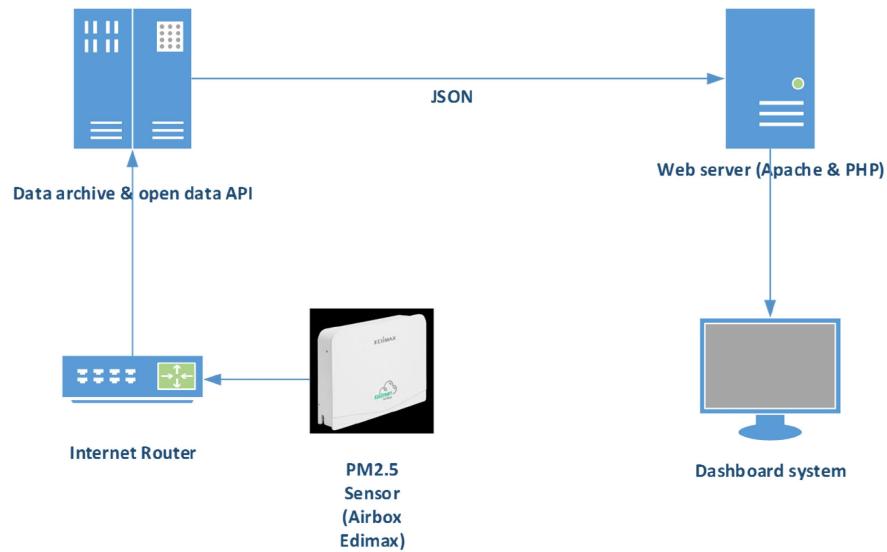 JSON
Web server (Apache & PHP)
Data archive & open data API
EDIMAX
Internet Router
PM2.5
Sensor
(Airbox
Edimax)
Dashboard system